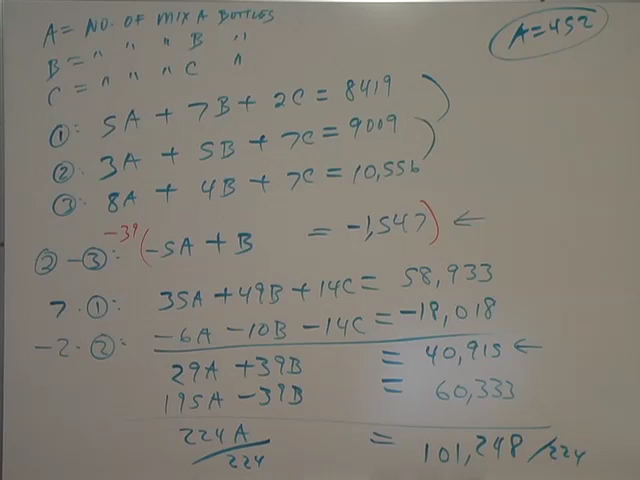 A = NO. OF MIX A BOTTLES
B = " " " B "
C = " " " C "
A = 452
①: 5A + 7B + 2C = 8419
②: 3A + 5B + 7C = 9009
③: 8A + 4B + 7C = 10,556
② - ③: -39 (-5A + B = -1,547) ←
7 · ①: 35A + 49B + 14C = 58,933
-2 · ②: -6A - 10B - 14C = -18,018
29A + 39B = 40,915 ←
195A - 39B = 60,333
224A = 101,248 / 224
224